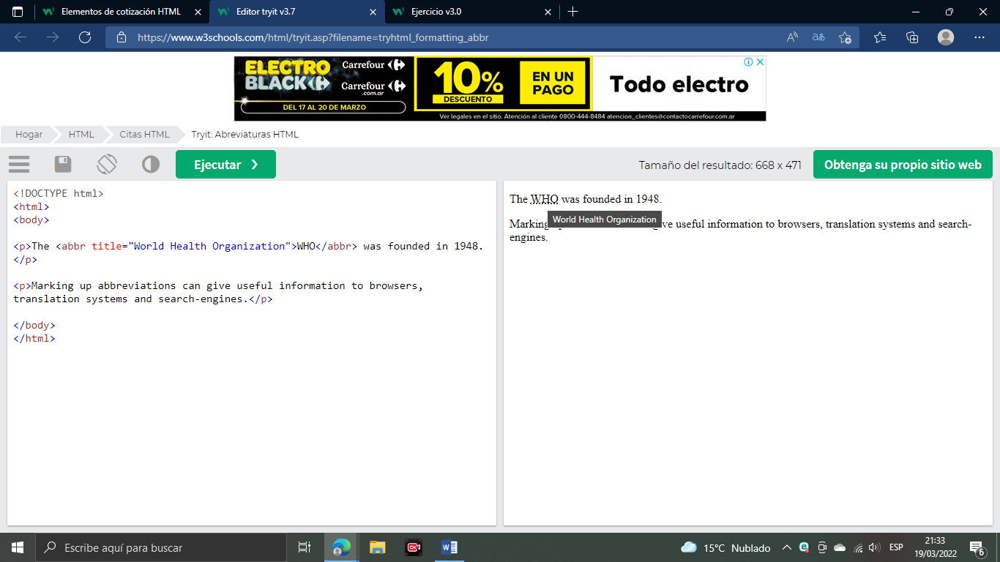 Elementos de cotización HTML
Editor tryit v3.7
Ejercicio v3.0
https://www.w3schools.com/html/tryit.asp?filename=tryhtml_formatting_abbr
ELECTRO
BLACK
Carrefour
Carrefour
.com.ar
DEL 17 AL 20 DE MARZO
10%
DESCUENTO
EN UN
PAGO
Todo electro
Ver legales en el sitio. Atención al cliente 0800-444-8484 atencion_clientes@contactocarrefour.com.ar
Hogar HTML Citas HTML Tryit: Abreviaturas HTML
Ejecutar ❯
Tamaño del resultado: 668 x 471
Obtenga su propio sitio web
<!DOCTYPE html>
<html>
<body>
<p>The <abbr title="World Health Organization">WHO</abbr> was founded in 1948.
</p>
<p>Marking up abbreviations can give useful information to browsers,
translation systems and search-engines.</p>
</body>
</html>
The WHO was founded in 1948.
World Health Organization
Marking useful information to browsers, translation systems and search-
engines.
Escribe aquí para buscar
15°C Nublado
ESP
21:33
19/03/2022
6